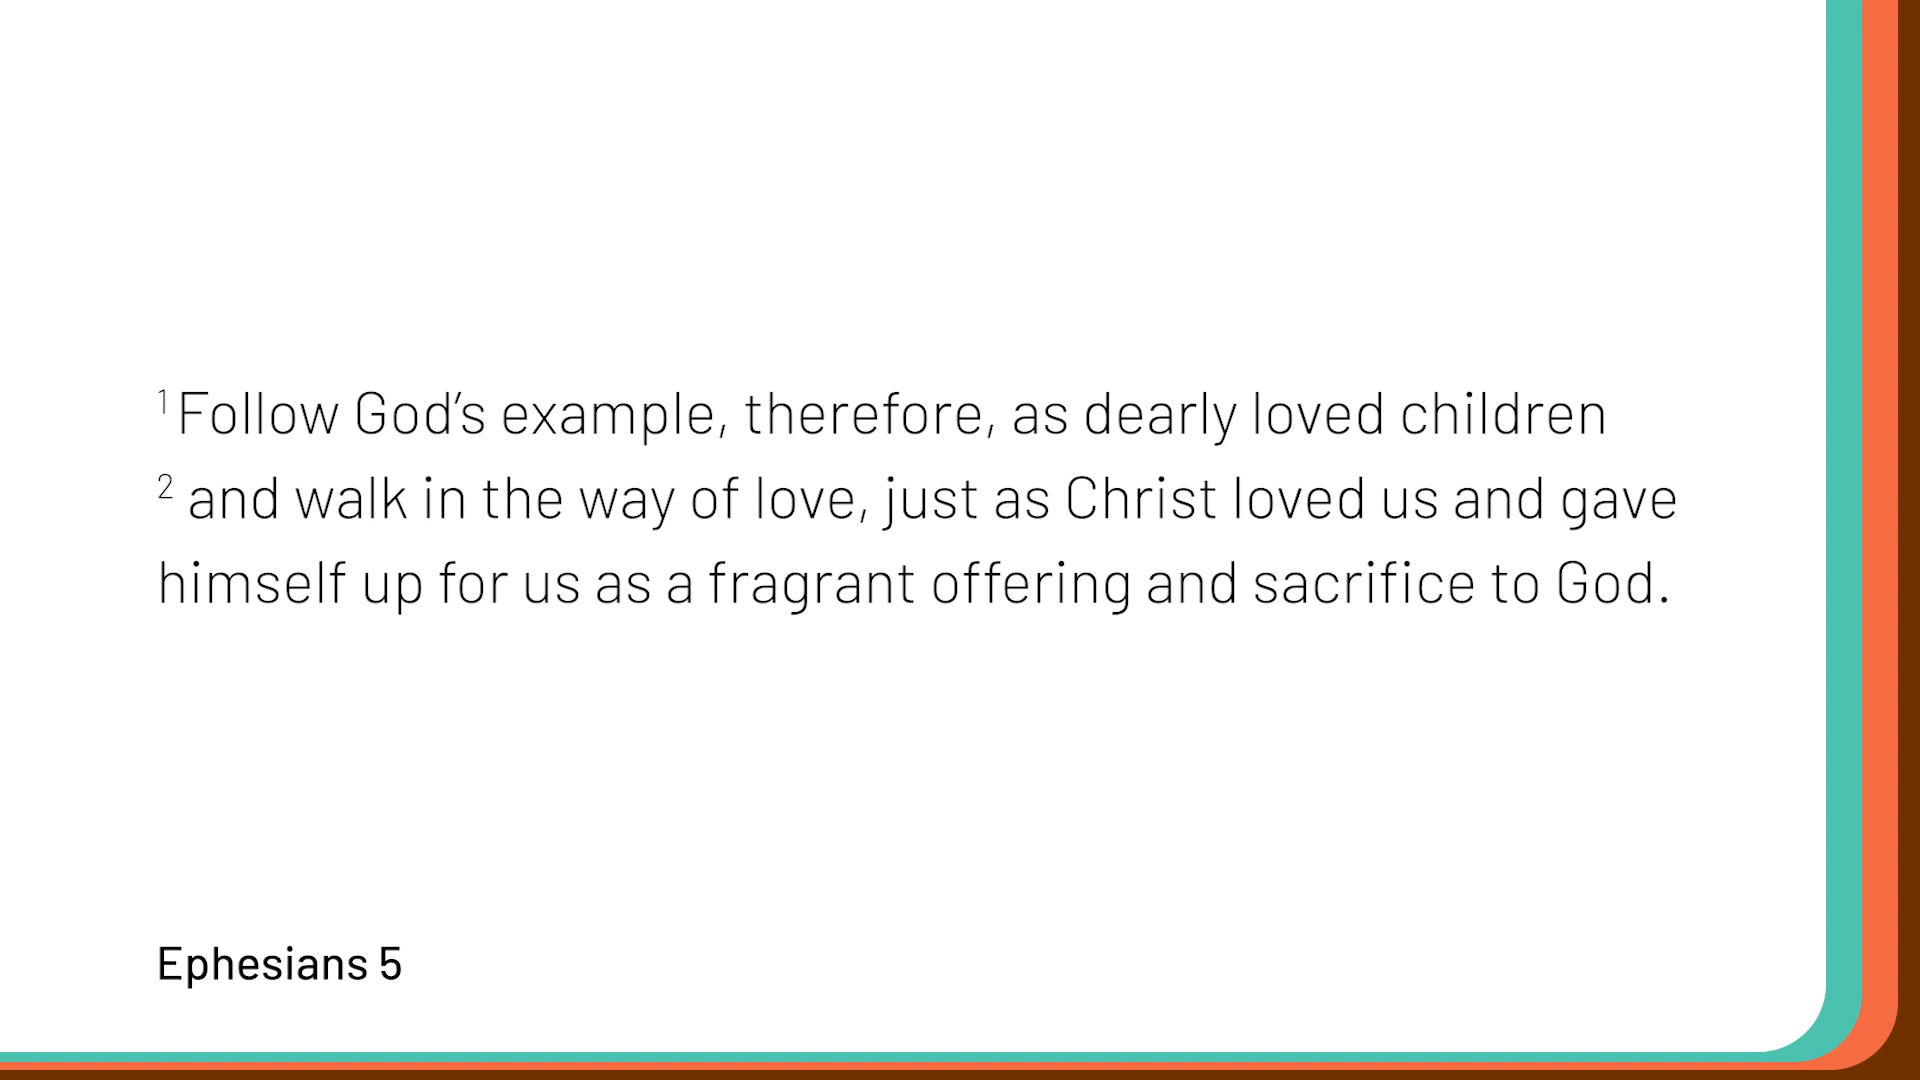 1 Follow God’s example, therefore, as dearly loved children
2 and walk in the way of love, just as Christ loved us and gave
himself up for us as a fragrant offering and sacrifice to God.
Ephesians 5